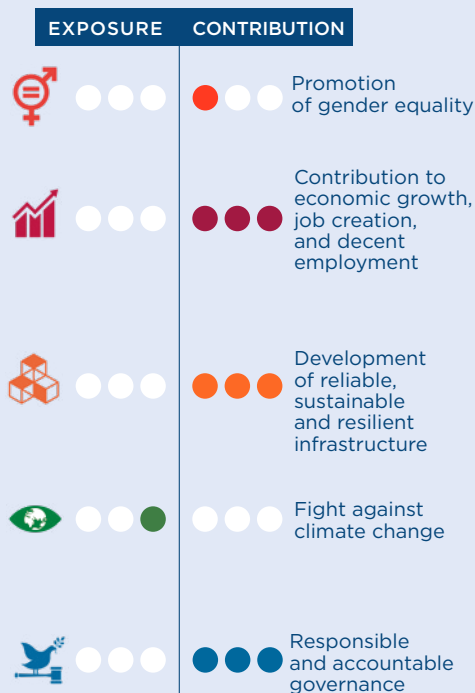 EXPOSURE CONTRIBUTION
Promotion
of gender equality
Contribution to
economic growth,
job creation,
and decent
employment
Development
of reliable,
sustainable
and resilient
infrastructure
Fight against
climate change
Responsible
and accountable
governance